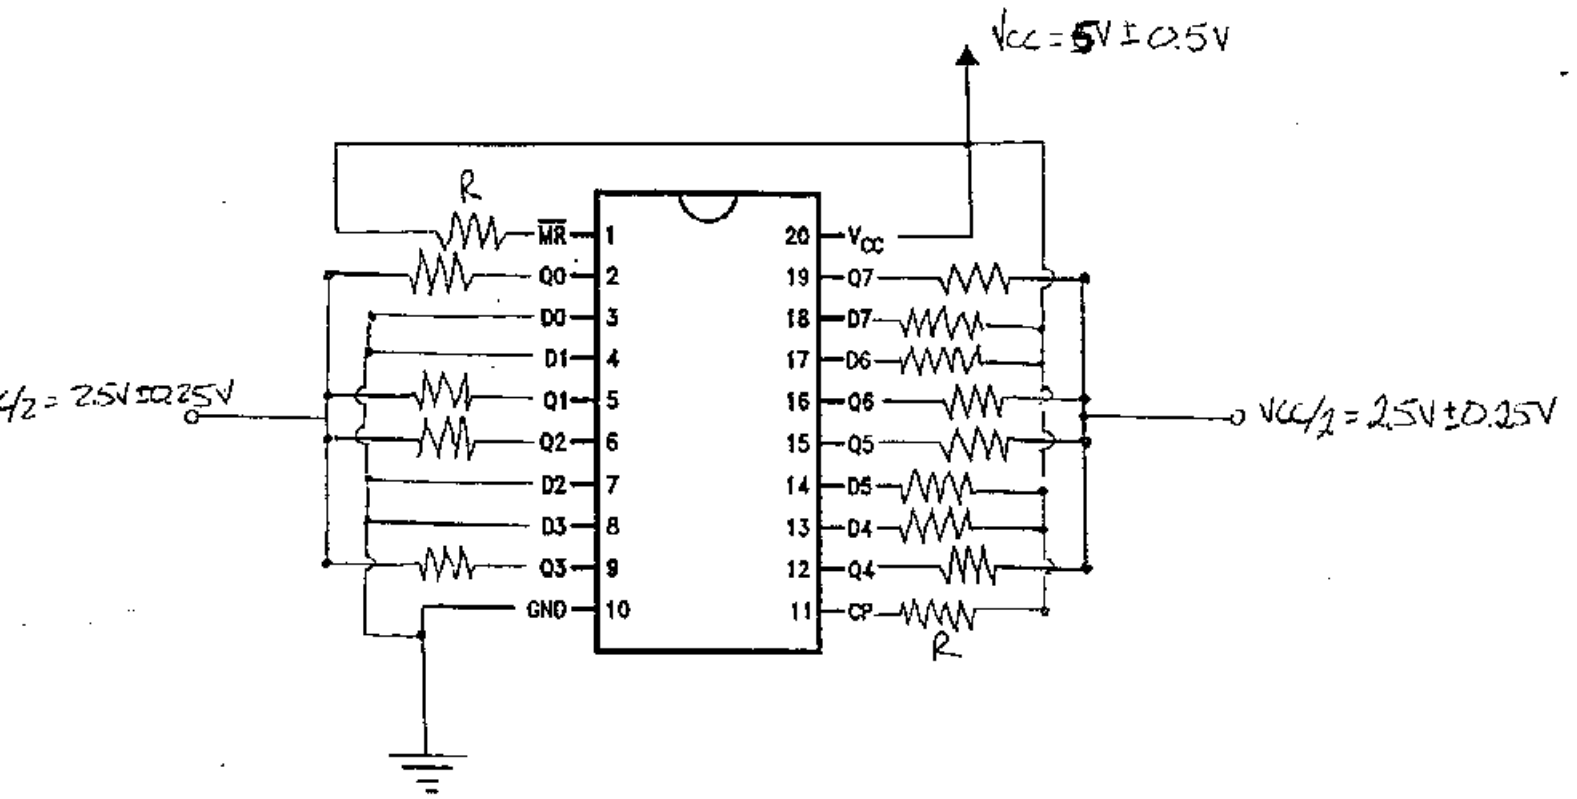 VCC = 5V ± 0.5V
R
M̅R̅ 1
20 VCC
Q0 2
19 Q7
D0 3
18 D7
D1 4
17 D6
Q1 5
16 Q6
/2 = 2.5V ± 0.25V
VCC/2 = 2.5V ± 0.25V
Q2 6
15 Q5
D2 7
14 D5
D3 8
13 D4
Q3 9
12 Q4
GND 10
11 CP
R